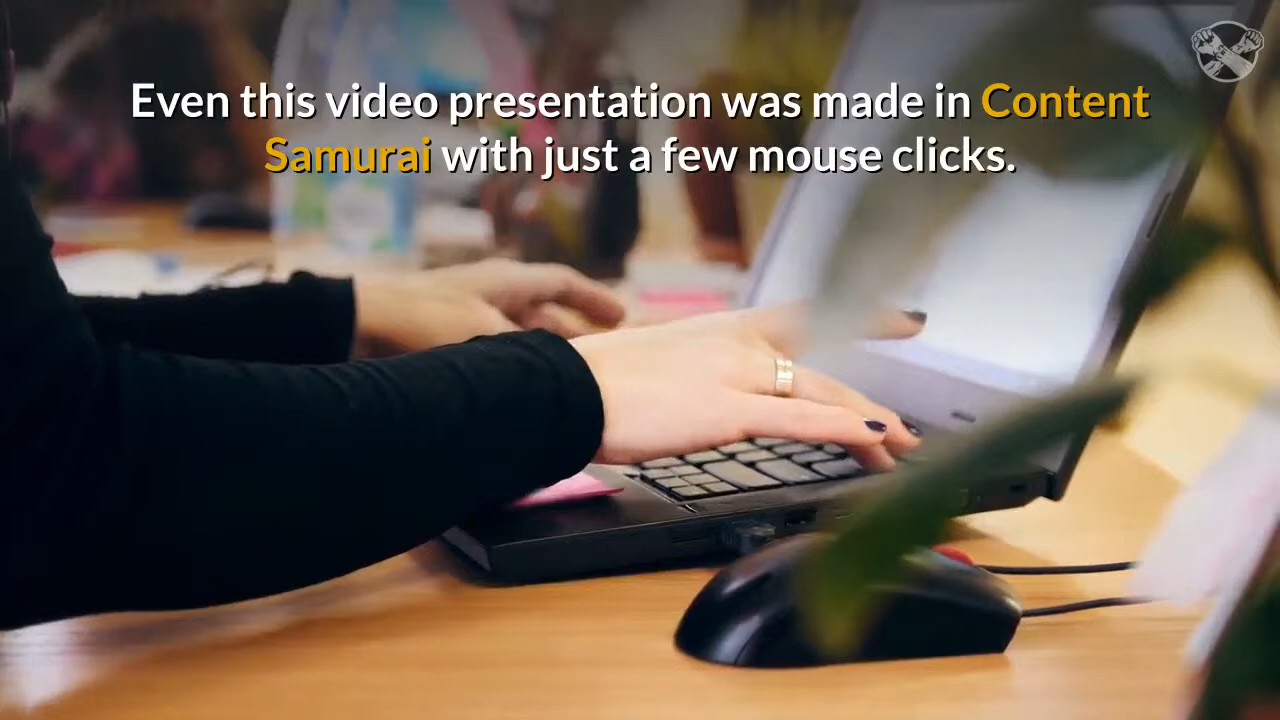 Even this video presentation was made in Content
Samurai with just a few mouse clicks.